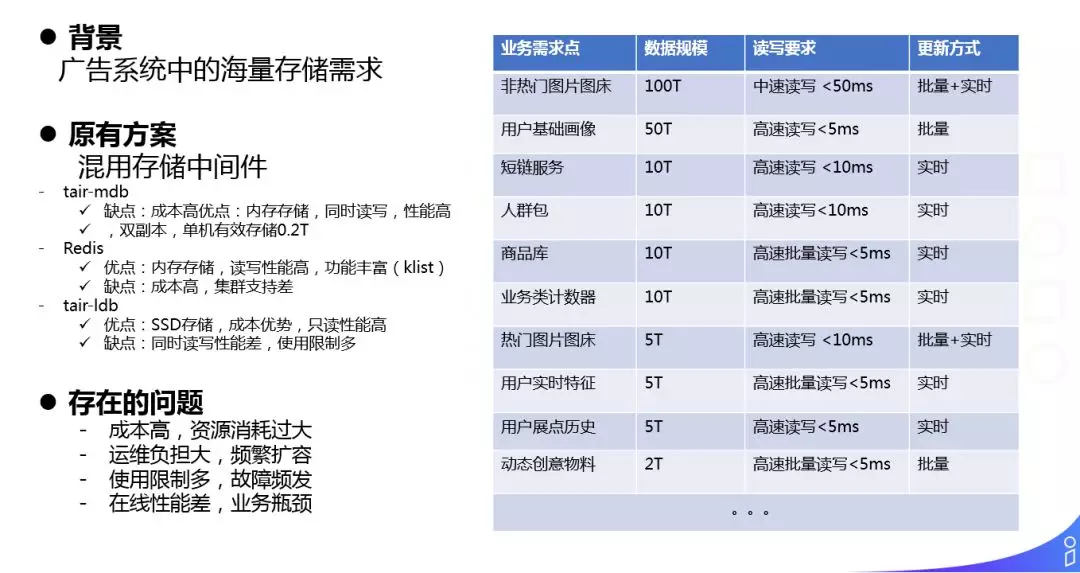 ● 背景
广告系统中的海量存储需求
● 原有方案
混用存储中间件
- tair-mdb
✓ 缺点：成本高优点：内存存储，同时读写，性能高
✓ ，双副本，单机有效存储0.2T
- Redis
✓ 优点：内存存储，读写性能高，功能丰富（klist）
✓ 缺点：成本高，集群支持差
- tair-ldb
✓ 优点：SSD存储，成本优势，只读性能高
✓ 缺点：同时读写性能差，使用限制多
● 存在的问题
- 成本高，资源消耗过大
- 运维负担大，频繁扩容
- 使用限制多，故障频发
- 在线性能差，业务瓶颈
业务需求点 数据规模 读写要求 更新方式
非热门图片图床 100T 中速读写 <50ms 批量+实时
用户基础画像 50T 高速读写<5ms 批量
短链服务 10T 高速读写 <10ms 实时
人群包 10T 高速读写<10ms 实时
商品库 10T 高速批量读写<5ms 实时
业务类计数器 10T 高速批量读写<5ms 实时
热门图片图床 5T 高速读写 <10ms 批量+实时
用户实时特征 5T 高速批量读写<5ms 实时
用户展点历史 5T 高速读写<5ms 实时
动态创意物料 2T 高速批量读写<5ms 批量
。。。